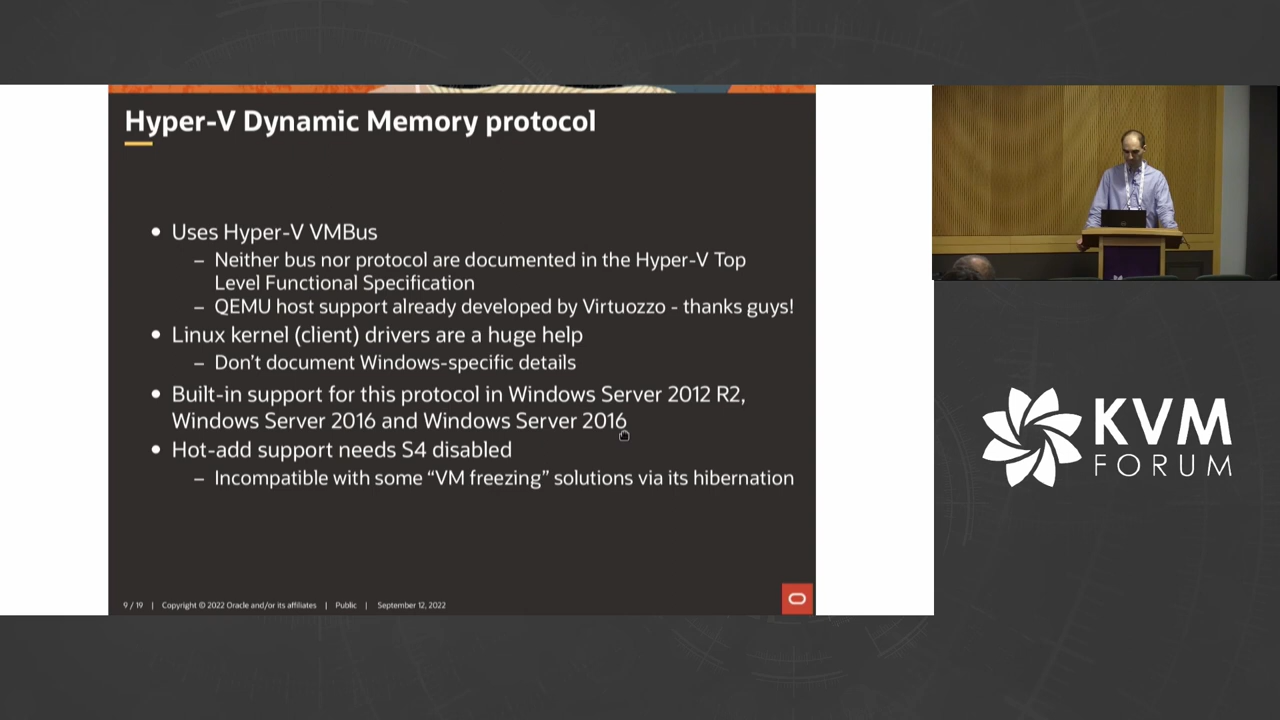 Hyper-V Dynamic Memory protocol
• Uses Hyper-V VMBus
– Neither bus nor protocol are documented in the Hyper-V Top
Level Functional Specification
– QEMU host support already developed by Virtuozzo - thanks guys!
• Linux kernel (client) drivers are a huge help
– Don't document Windows-specific details
• Built-in support for this protocol in Windows Server 2012 R2,
Windows Server 2016 and Windows Server 2016
• Hot-add support needs S4 disabled
– Incompatible with some “VM freezing” solutions via its hibernation
9 / 19 | Copyright © 2022 Oracle and/or its affiliates | Public | September 12, 2022
KVM
FORUM